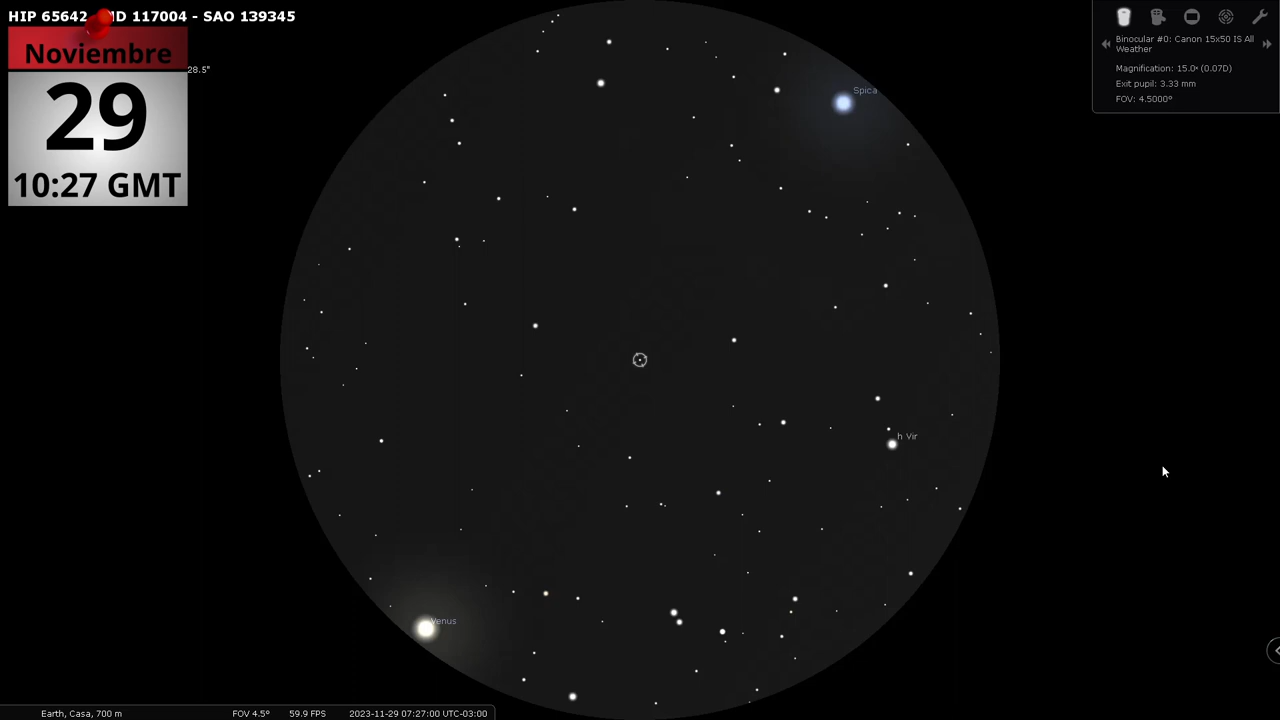 HIP 65642 - HD 117004 - SAO 139345
Noviembre
28.5"
29
10:27 GMT
Binocular #0: Canon 15x50 IS All
Weather
Magnification: 15.0× (0.07D)
Exit pupil: 3.33 mm
FOV: 4.5000°
Spica
h Vir
Venus
Earth, Casa, 700 m FOV 4.5° 59.9 FPS 2023-11-29 07:27:00 UTC-03:00